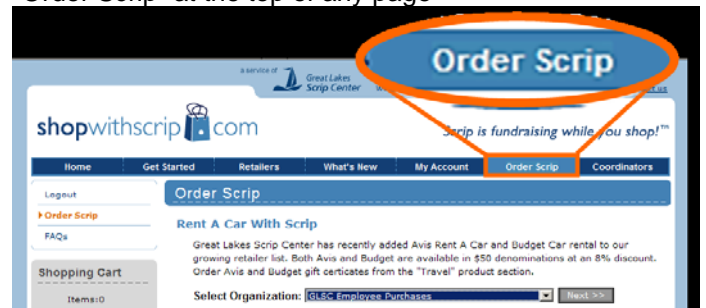 "Order Scrip" at the top of any page
Order Scrip
a service of
Great Lakes
Scrip Center
shopwithscrip.com
Scrip is fundraising while you shop!™
Home Get Started Retailers What's New My Account Order Scrip Coordinators
Logout
Order Scrip
FAQs
Shopping Cart
Items:0
Order Scrip
Rent A Car With Scrip
Great Lakes Scrip Center has recently added Avis Rent A Car and Budget Car rental to our
growing retailer list. Both Avis and Budget are available in $50 denominations at an 8% discount.
Order Avis and Budget gift certicates from the "Travel" product section.
Select Organization: GLSC Employee Purchases Next >>